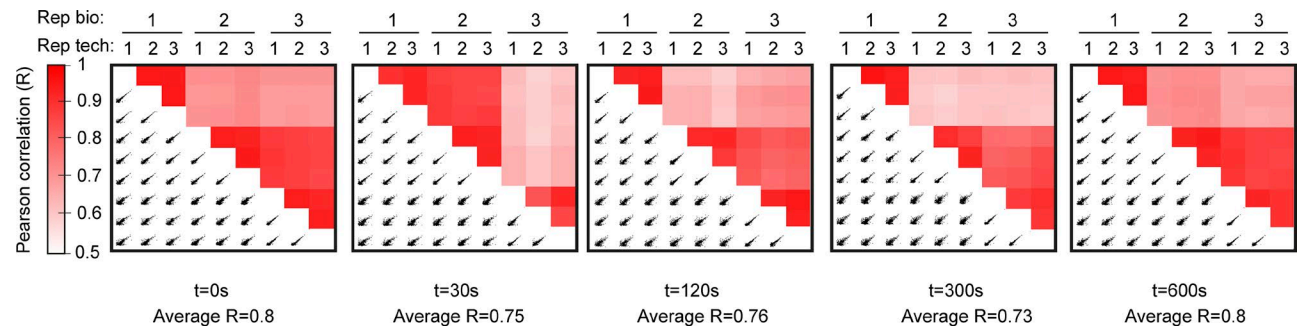 Rep bio: 1 2 3 1 2 3 1 2 3 1 2 3 1 2 3
Rep tech: 1 2 3 1 2 3 1 2 3 1 2 3 1 2 3 1 2 3 1 2 3 1 2 3 1 2 3 1 2 3 1 2 3 1 2 3 1 2 3 1 2 3 1 2 3
Pearson correlation (R)
1
0.9
0.8
0.7
0.6
0.5
t=0s t=30s t=120s t=300s t=600s
Average R=0.8 Average R=0.75 Average R=0.76 Average R=0.73 Average R=0.8